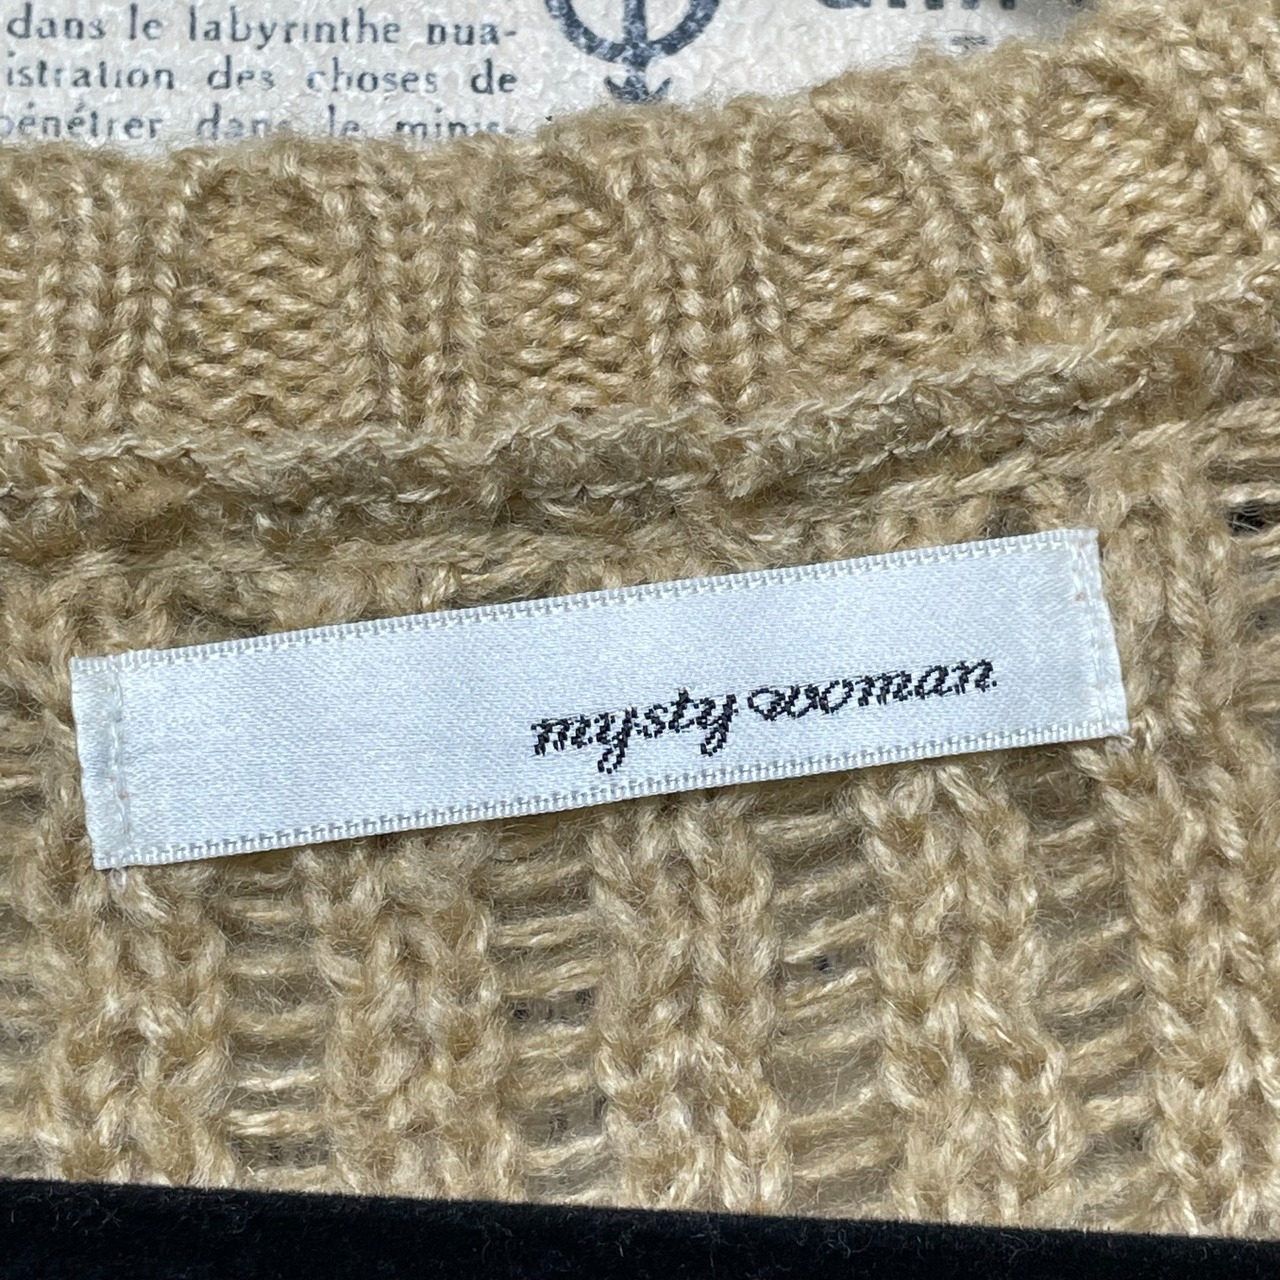 dans le labyrinthe nua-
istration des choses de
pénétrer dans le minis-
mysty woman